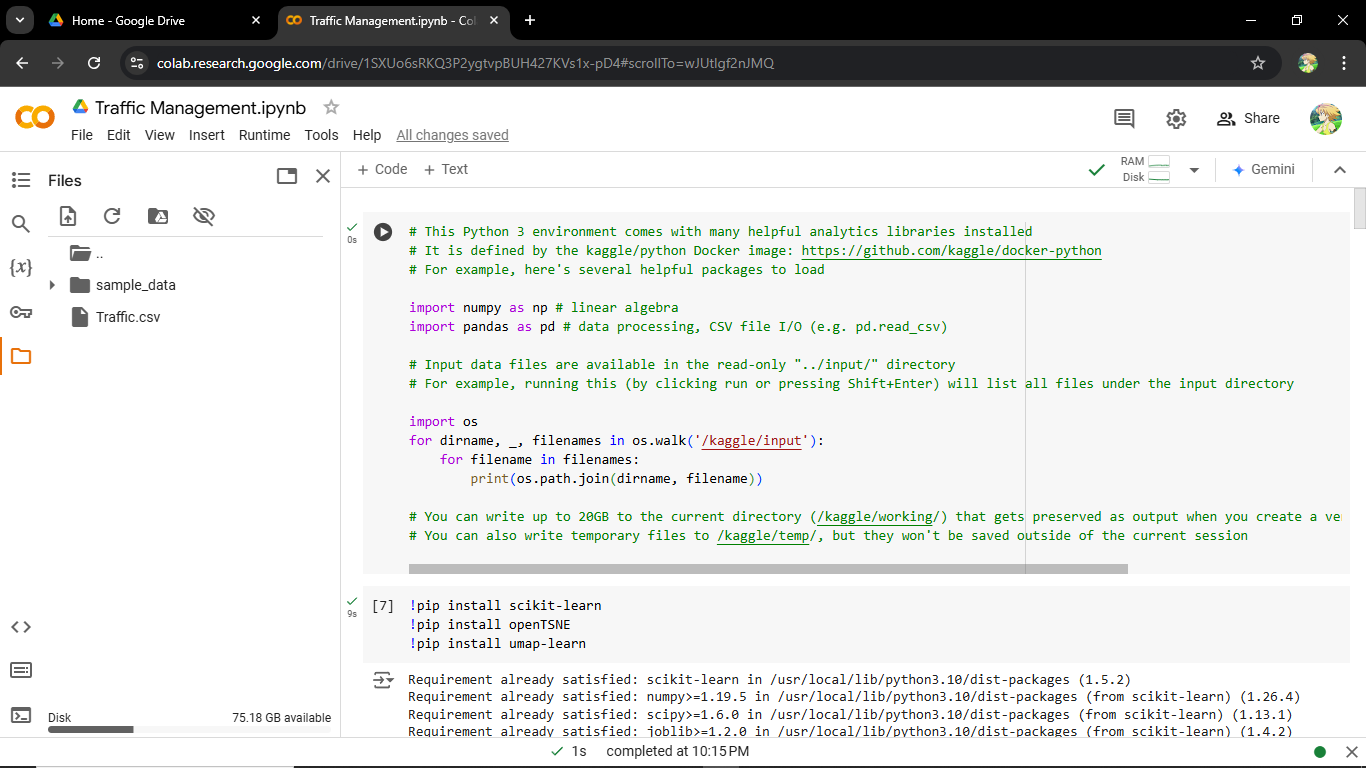 Home - Google Drive
Traffic Management.ipynb - Col
colab.research.google.com/drive/1SXUo6sRKQ3P2ygtvpBUH427KVs1x-pD4#scrollTo=wJUtlgf2nJMQ
Traffic Management.ipynb
File Edit View Insert Runtime Tools Help All changes saved
Share
Files
+ Code + Text
RAM
Disk
Gemini
..
sample_data
Traffic.csv
{x}
0s
# This Python 3 environment comes with many helpful analytics libraries installed
# It is defined by the kaggle/python Docker image: https://github.com/kaggle/docker-python
# For example, here's several helpful packages to load
import numpy as np # linear algebra
import pandas as pd # data processing, CSV file I/O (e.g. pd.read_csv)
# Input data files are available in the read-only "../input/" directory
# For example, running this (by clicking run or pressing Shift+Enter) will list all files under the input directory
import os
for dirname, _, filenames in os.walk('/kaggle/input'):
    for filename in filenames:
        print(os.path.join(dirname, filename))
# You can write up to 20GB to the current directory (/kaggle/working/) that gets preserved as output when you create a ve
# You can also write temporary files to /kaggle/temp/, but they won't be saved outside of the current session
9s
[7]
!pip install scikit-learn
!pip install openTSNE
!pip install umap-learn
Requirement already satisfied: scikit-learn in /usr/local/lib/python3.10/dist-packages (1.5.2)
Requirement already satisfied: numpy>=1.19.5 in /usr/local/lib/python3.10/dist-packages (from scikit-learn) (1.26.4)
Requirement already satisfied: scipy>=1.6.0 in /usr/local/lib/python3.10/dist-packages (from scikit-learn) (1.13.1)
Requirement already satisfied: joblib>=1.2.0 in /usr/local/lib/python3.10/dist-packages (from scikit-learn) (1.4.2)
Disk 75.18 GB available
1s completed at 10:15 PM